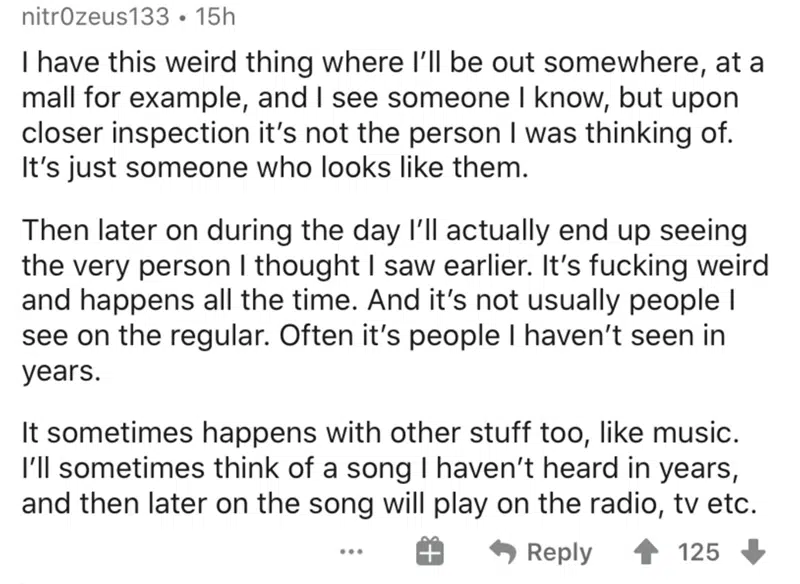 nitr0zeus133 • 15h
I have this weird thing where I'll be out somewhere, at a
mall for example, and I see someone I know, but upon
closer inspection it's not the person I was thinking of.
It's just someone who looks like them.
Then later on during the day I'll actually end up seeing
the very person I thought I saw earlier. It's fucking weird
and happens all the time. And it's not usually people I
see on the regular. Often it's people I haven't seen in
years.
It sometimes happens with other stuff too, like music.
I'll sometimes think of a song I haven't heard in years,
and then later on the song will play on the radio, tv etc.
... Reply 125